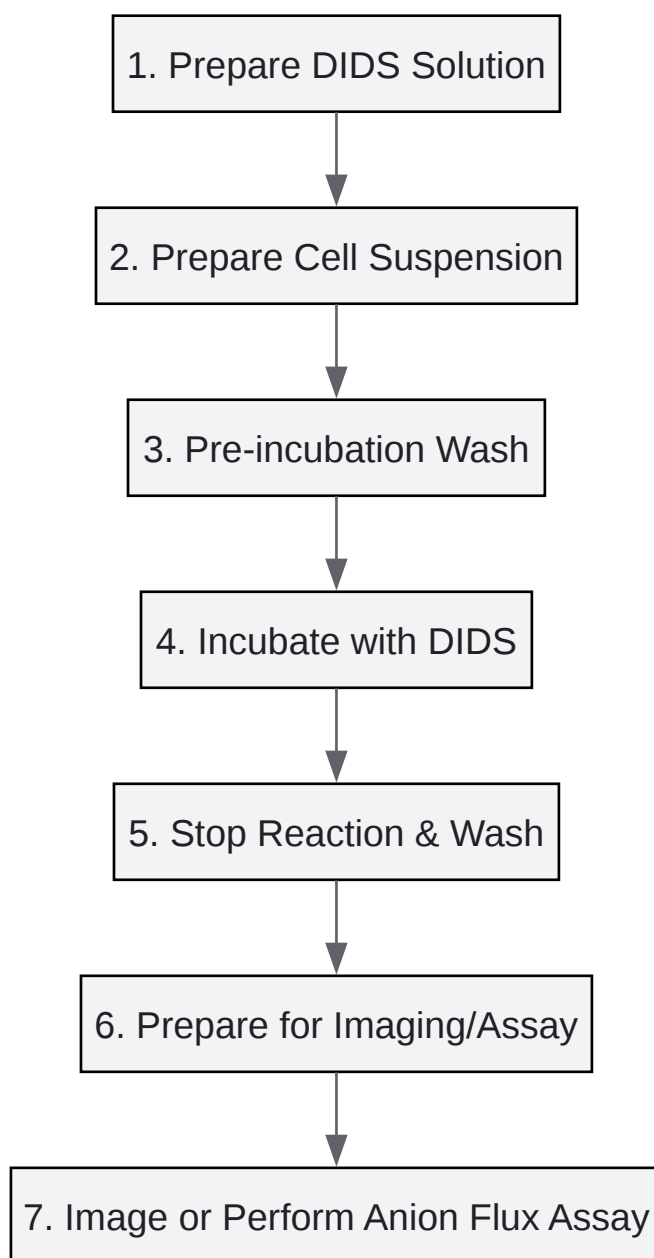 1. Prepare DIDS Solution
2. Prepare Cell Suspension
3. Pre-incubation Wash
4. Incubate with DIDS
5. Stop Reaction & Wash
6. Prepare for Imaging/Assay
7. Image or Perform Anion Flux Assay